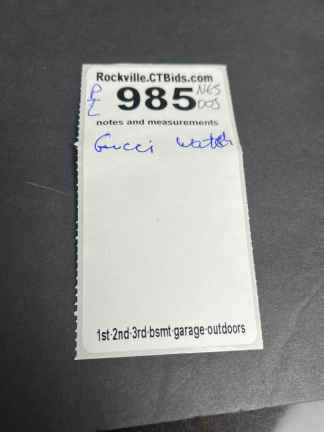 Rockville.CTBids.com
985
notes and measurements
Gucci Watch
1st·2nd·3rd·bsmt·garage·outdoors